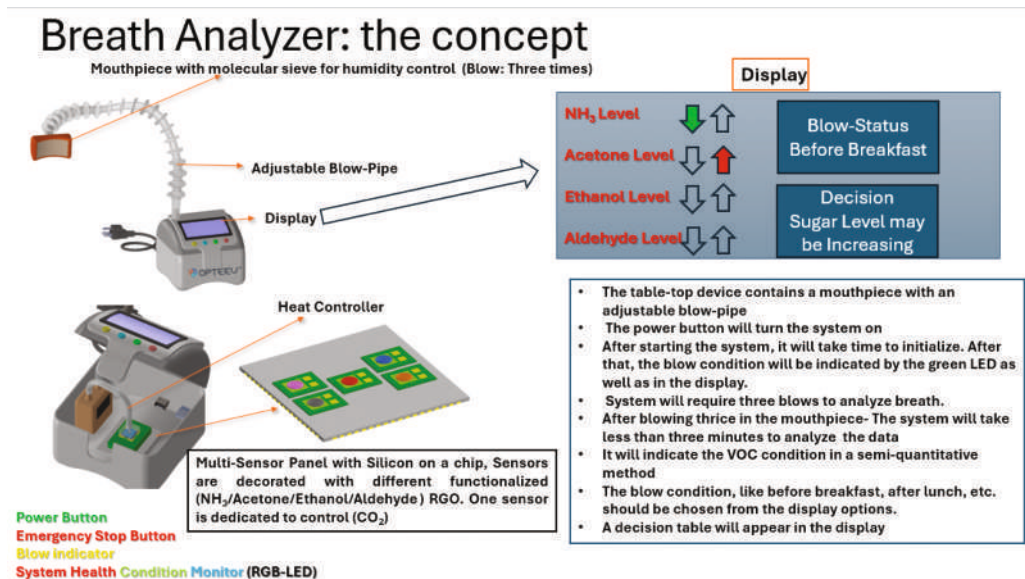 Breath Analyzer: the concept
Mouthpiece with molecular sieve for humidity control (Blow: Three times)
Adjustable Blow-Pipe
Display
OPTEEV
Display
NH₃ Level
Acetone Level
Ethanol Level
Aldehyde Level
Blow-Status
Before Breakfast
Decision
Sugar Level may
be Increasing
Heat Controller
Multi-Sensor Panel with Silicon on a chip, Sensors
are decorated with different functionalized
(NH₃/Acetone/Ethanol/Aldehyde) RGO. One sensor
is dedicated to control (CO₂)
Power Button
Emergency Stop Button
Blow indicator
System Health Condition Monitor (RGB-LED)
• The table-top device contains a mouthpiece with an
adjustable blow-pipe
• The power button will turn the system on
• After starting the system, it will take time to initialize. After
that, the blow condition will be indicated by the green LED as
well as in the display.
• System will require three blows to analyze breath.
• After blowing thrice in the mouthpiece- The system will take
less than three minutes to analyze the data
• It will indicate the VOC condition in a semi-quantitative
method
• The blow condition, like before breakfast, after lunch, etc.
should be chosen from the display options.
• A decision table will appear in the display